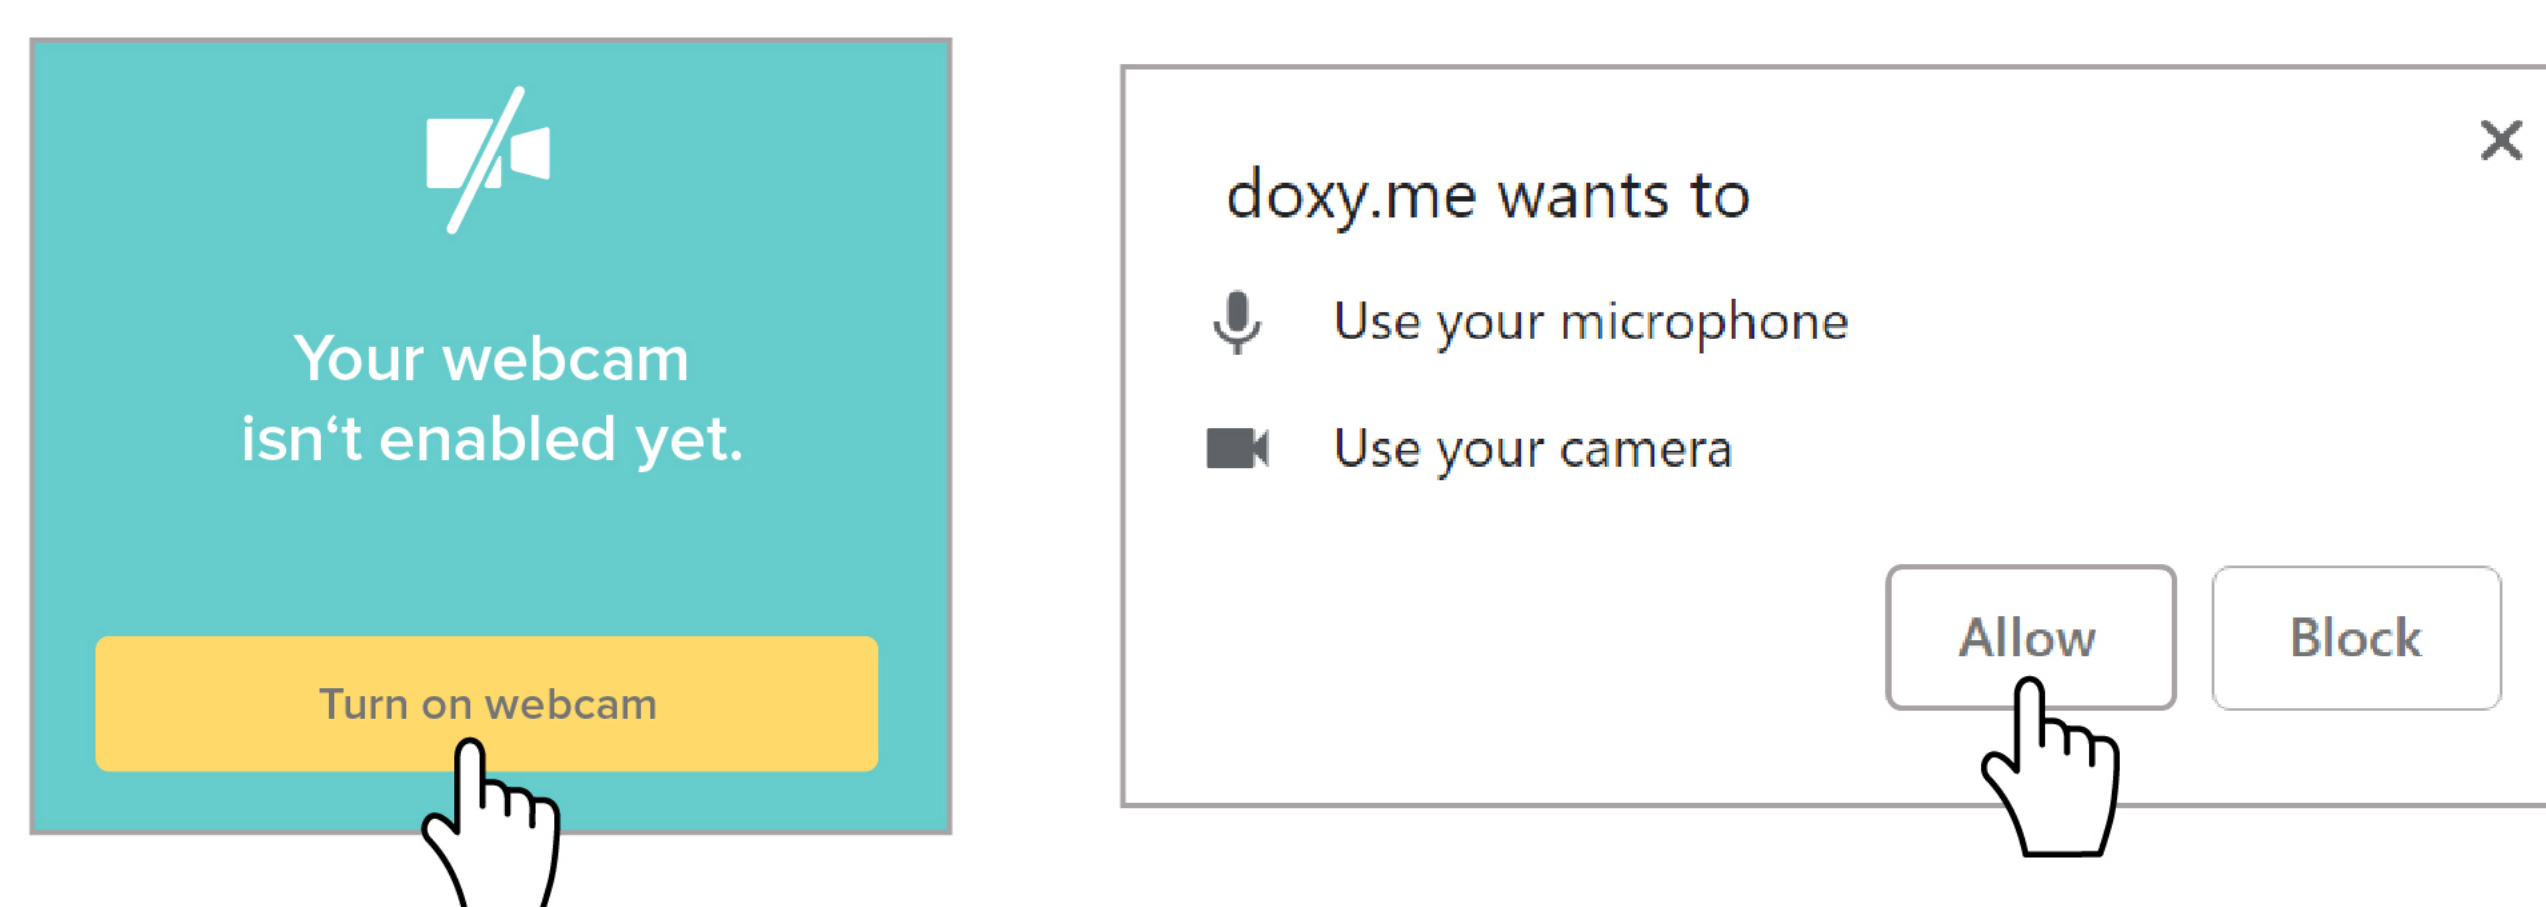 Your webcam
isn‘t enabled yet.
Turn on webcam
doxy.me wants to
Use your microphone
Use your camera
Allow
Block